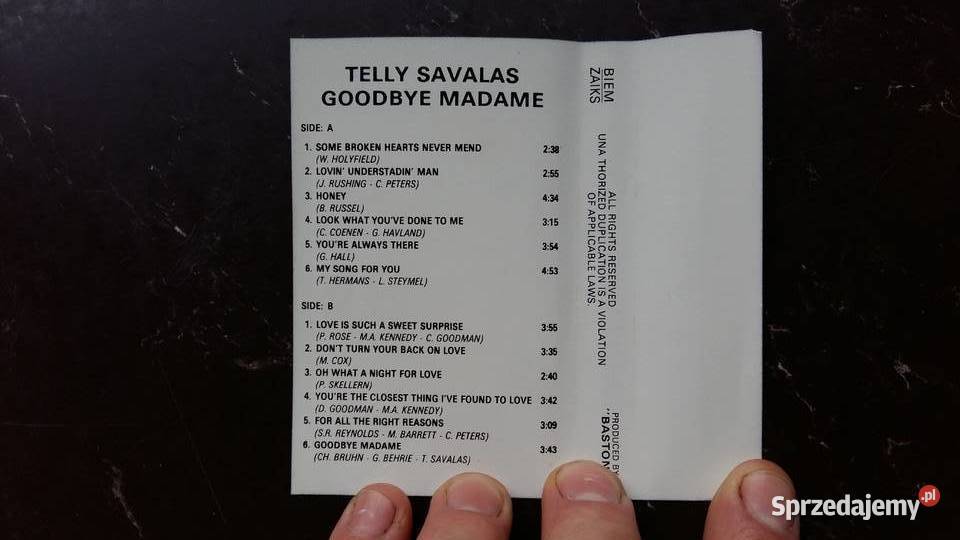 TELLY SAVALAS
GOODBYE MADAME
SIDE: A
1. SOME BROKEN HEARTS NEVER MEND 2:38
(W. HOLYFIELD)
2. LOVIN' UNDERSTADIN' MAN 2:55
(J. RUSHING - C. PETERS)
3. HONEY 4:34
(B. RUSSEL)
4. LOOK WHAT YOU'VE DONE TO ME 3:15
(C. COENEN - G. HAVLAND)
5. YOU'RE ALWAYS THERE 3:54
(G. HALL)
6. MY SONG FOR YOU 4:53
(T. HERMANS - L. STEYMEL)
SIDE: B
1. LOVE IS SUCH A SWEET SURPRISE 3:55
(P. ROSE - M.A. KENNEDY - C. GOODMAN)
2. DON'T TURN YOUR BACK ON LOVE 3:35
(M. COX)
3. OH WHAT A NIGHT FOR LOVE 2:40
(P. SKELLERN)
4. YOU'RE THE CLOSEST THING I'VE FOUND TO LOVE 3:42
(D. GOODMAN - M.A. KENNEDY)
5. FOR ALL THE RIGHT REASONS 3:09
(S.R. REYNOLDS - M. BARRETT - C. PETERS)
6. GOODBYE MADAME 3:43
(CH. BRUHN - G. BEHRIE - T. SAVALAS)
BIEM
ZAIKS
ALL RIGHTS RESERVED
UNA THORIZED DUPLICATION IS A VIOLATION
OF APPLICABLE LAWS.
PRODUCED BY
"BASTON
Sprzedajemy.pl